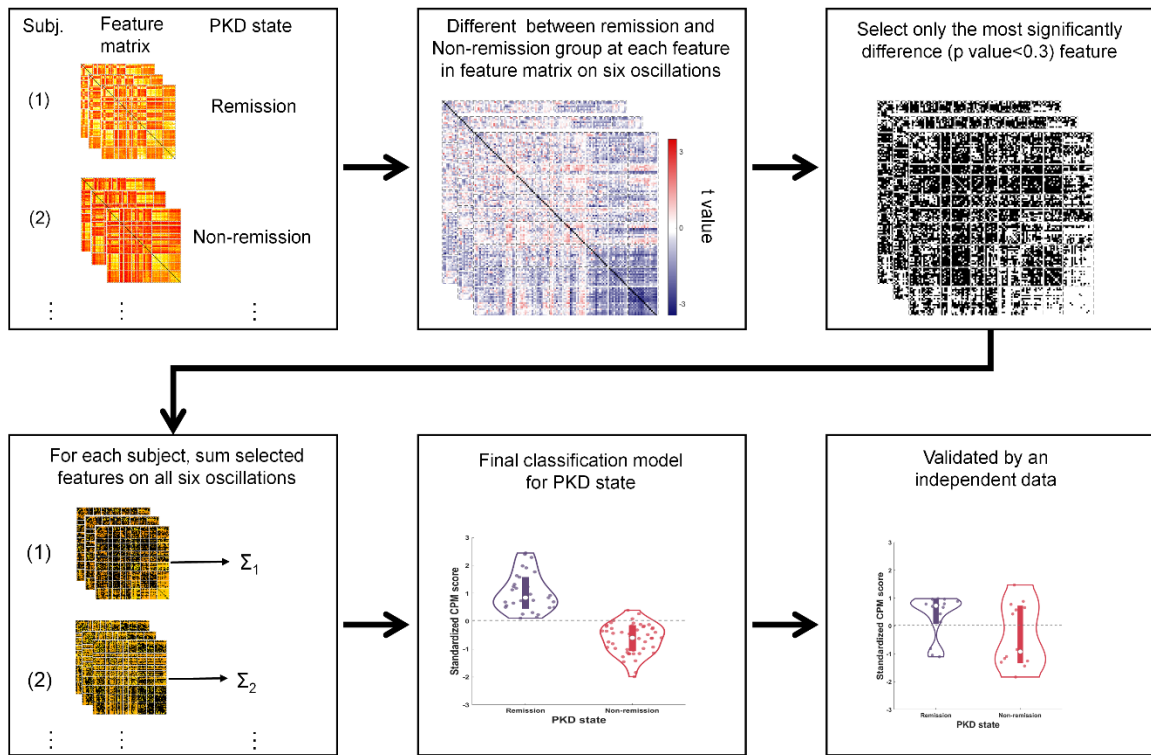 Subj.
Feature
matrix
PKD state
(1)
Remission
(2)
Non-remission
⋮ ⋮ ⋮
Different between remission and
Non-remission group at each feature
in feature matrix on six oscillations
3
0
-3
t value
Select only the most significantly
difference (p value<0.3) feature
For each subject, sum selected
features on all six oscillations
(1)
Σ1
(2)
Σ2
⋮ ⋮ ⋮
Final classification model
for PKD state
Standardized CPM score
3
2
1
0
-1
-2
-3
Remission Non-remission
PKD state
Validated by an
independent data
Standardized CPM score
3
2
1
0
-1
-2
-3
Remission Non-remission
PKD state